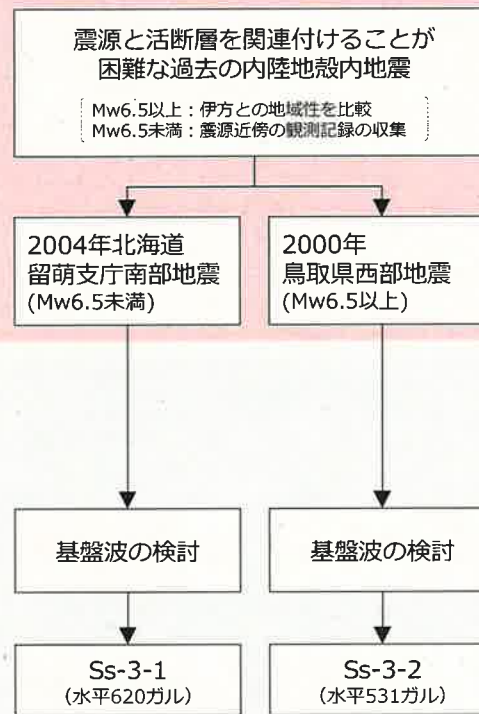 震源と活断層を関連付けることが
困難な過去の内陸地殻内地震
Mw6.5以上：伊方との地域性を比較
Mw6.5未満：震源近傍の観測記録の収集
2004年北海道
留萌支庁南部地震
(Mw6.5未満)
2000年
鳥取県西部地震
(Mw6.5以上)
基盤波の検討
基盤波の検討
Ss-3-1
（水平620ガル）
Ss-3-2
（水平531ガル）